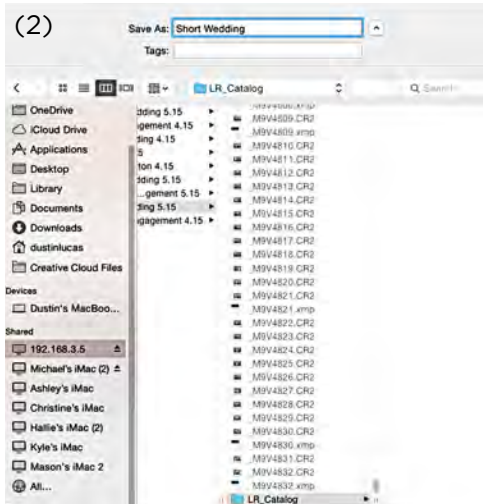 (2)
Save As: Short Wedding
Tags:
LR_Catalog
Search
OneDrive
iCloud Drive
Applications
Desktop
Library
Documents
Downloads
dustinlucas
Creative Cloud Files
Devices
Dustin's MacBoo...
Shared
192.168.3.5
Michael's iMac (2)
Ashley's iMac
Christine's iMac
Hallie's iMac (2)
Kyle's iMac
Mason's iMac 2
All...
dding 5.15
gement 4.15
ding 4.15
5
ton 4.15
dding 5.15
...gement 5.15
ding 5.15
gagement 4.15
_M9V4809.CR2
_M9V4809.xmp
_M9V4810.CR2
_M9V4811.CR2
_M9V4812.CR2
_M9V4813.CR2
_M9V4814.CR2
_M9V4815.CR2
_M9V4816.CR2
_M9V4817.CR2
_M9V4818.CR2
_M9V4819.CR2
_M9V4820.CR2
_M9V4821.CR2
_M9V4821.xmp
_M9V4822.CR2
_M9V4823.CR2
_M9V4824.CR2
_M9V4825.CR2
_M9V4826.CR2
_M9V4827.CR2
_M9V4828.CR2
_M9V4829.CR2
_M9V4830.CR2
_M9V4830.xmp
_M9V4831.CR2
_M9V4832.CR2
_M9V4832.xmp
LR_Catalog